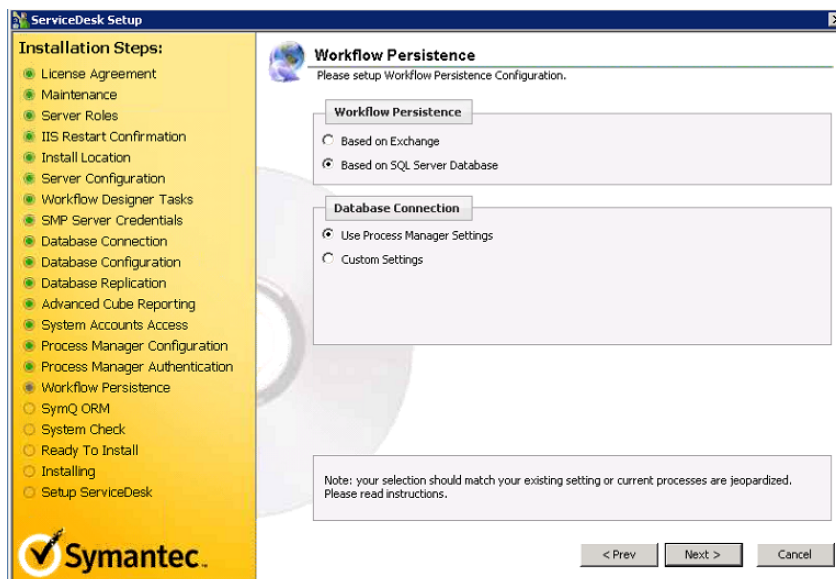 ServiceDesk Setup
Installation Steps:
License Agreement
Maintenance
Server Roles
IIS Restart Confirmation
Install Location
Server Configuration
Workflow Designer Tasks
SMP Server Credentials
Database Connection
Database Configuration
Database Replication
Advanced Cube Reporting
System Accounts Access
Process Manager Configuration
Process Manager Authentication
Workflow Persistence
SymQ ORM
System Check
Ready To Install
Installing
Setup ServiceDesk
Symantec.
Workflow Persistence
Please setup Workflow Persistence Configuration.
Workflow Persistence
Based on Exchange
Based on SQL Server Database
Database Connection
Use Process Manager Settings
Custom Settings
Note: your selection should match your existing setting or current processes are jeopardized.
Please read instructions.
< Prev
Next >
Cancel